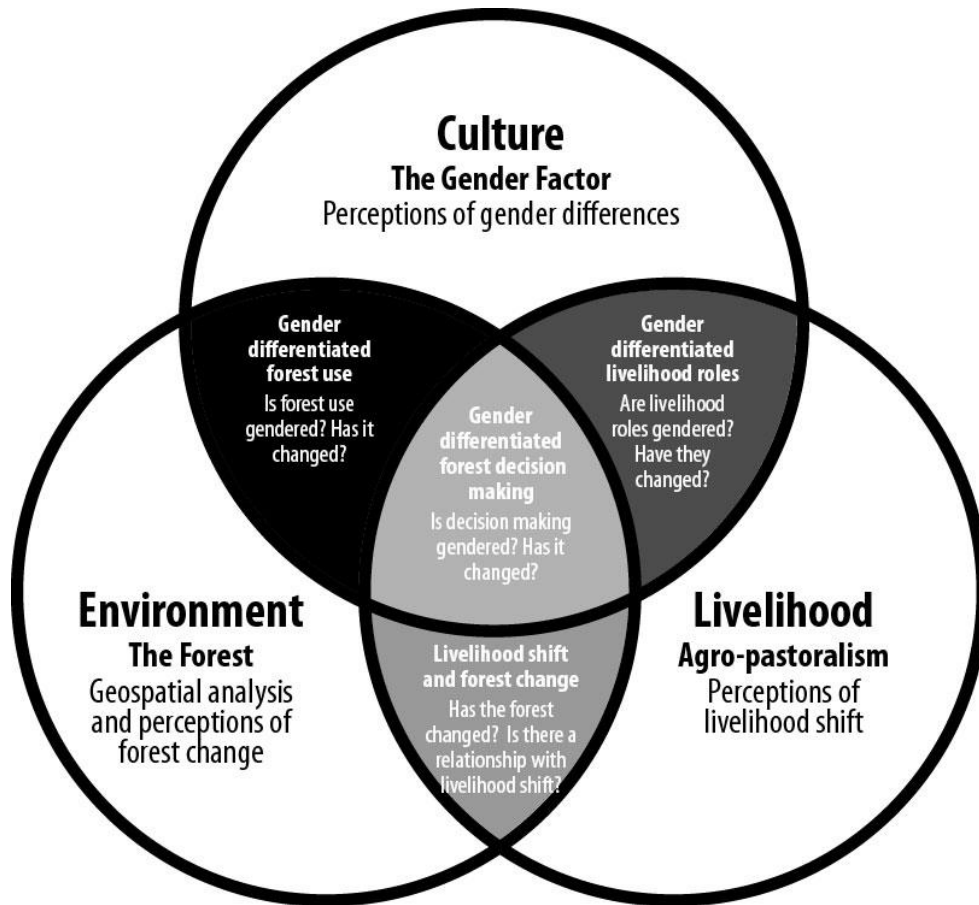 Culture
The Gender Factor
Perceptions of gender differences
Gender
differentiated
forest use
Is forest use
gendered? Has it
changed?
Gender
differentiated
livelihood roles
Are livelihood
roles gendered?
Have they
changed?
Gender
differentiated
forest decision
making
Is decision making
gendered? Has it
changed?
Environment
The Forest
Geospatial analysis
and perceptions of
forest change
Livelihood
Agro-pastoralism
Perceptions of
livelihood shift
Livelihood shift
and forest change
Has the forest
changed? Is there a
relationship with
livelihood shift?